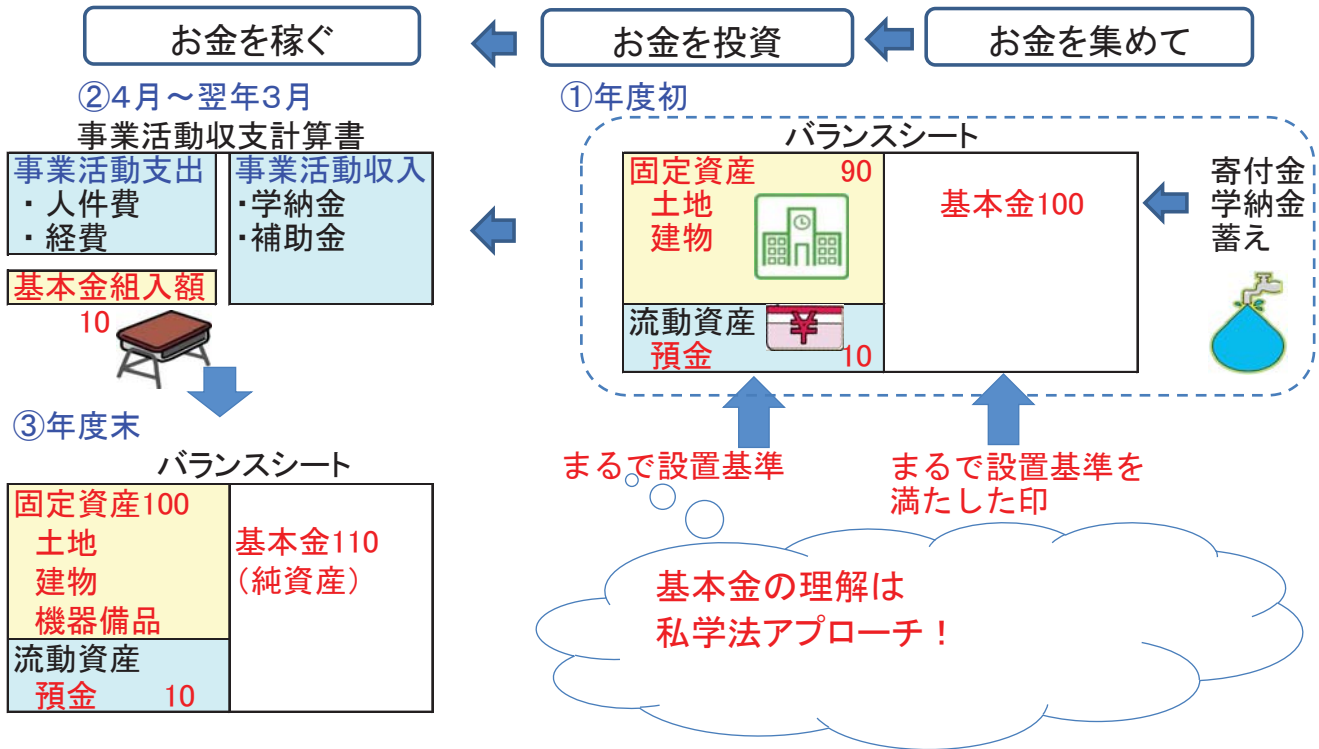 お金を稼ぐ
お金を投資
お金を集めて
②4月～翌年3月
事業活動収支計算書
事業活動支出
・人件費
・経費
事業活動収入
・学納金
・補助金
基本金組入額
10
①年度初
バランスシート
固定資産 90
土地
建物
流動資産
¥
預金 10
基本金100
寄付金
学納金
蓄え
③年度末
バランスシート
固定資産100
土地
建物
機器備品
流動資産
預金 10
基本金110
（純資産）
まるで設置基準
まるで設置基準を
満たした印
基本金の理解は
私学法アプローチ！